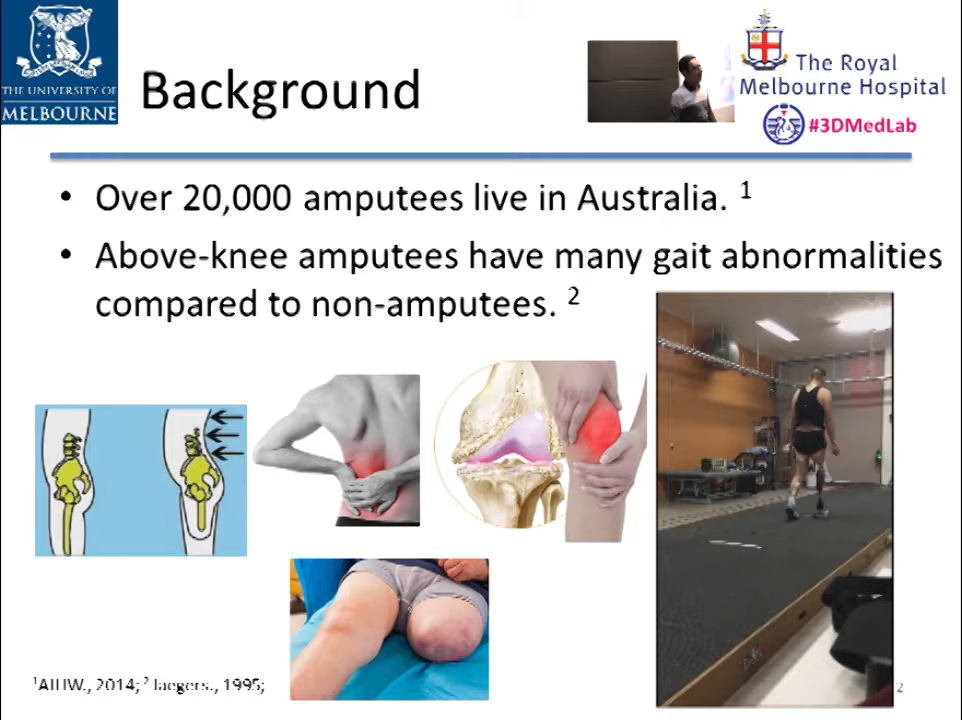 THE UNIVERSITY OF
MELBOURNE
Background
The Royal
Melbourne Hospital
#3DMedLab
• Over 20,000 amputees live in Australia. 1
• Above-knee amputees have many gait abnormalities
compared to non-amputees. 2
1AIHW., 2014; 2 Jaegers., 1995;
2